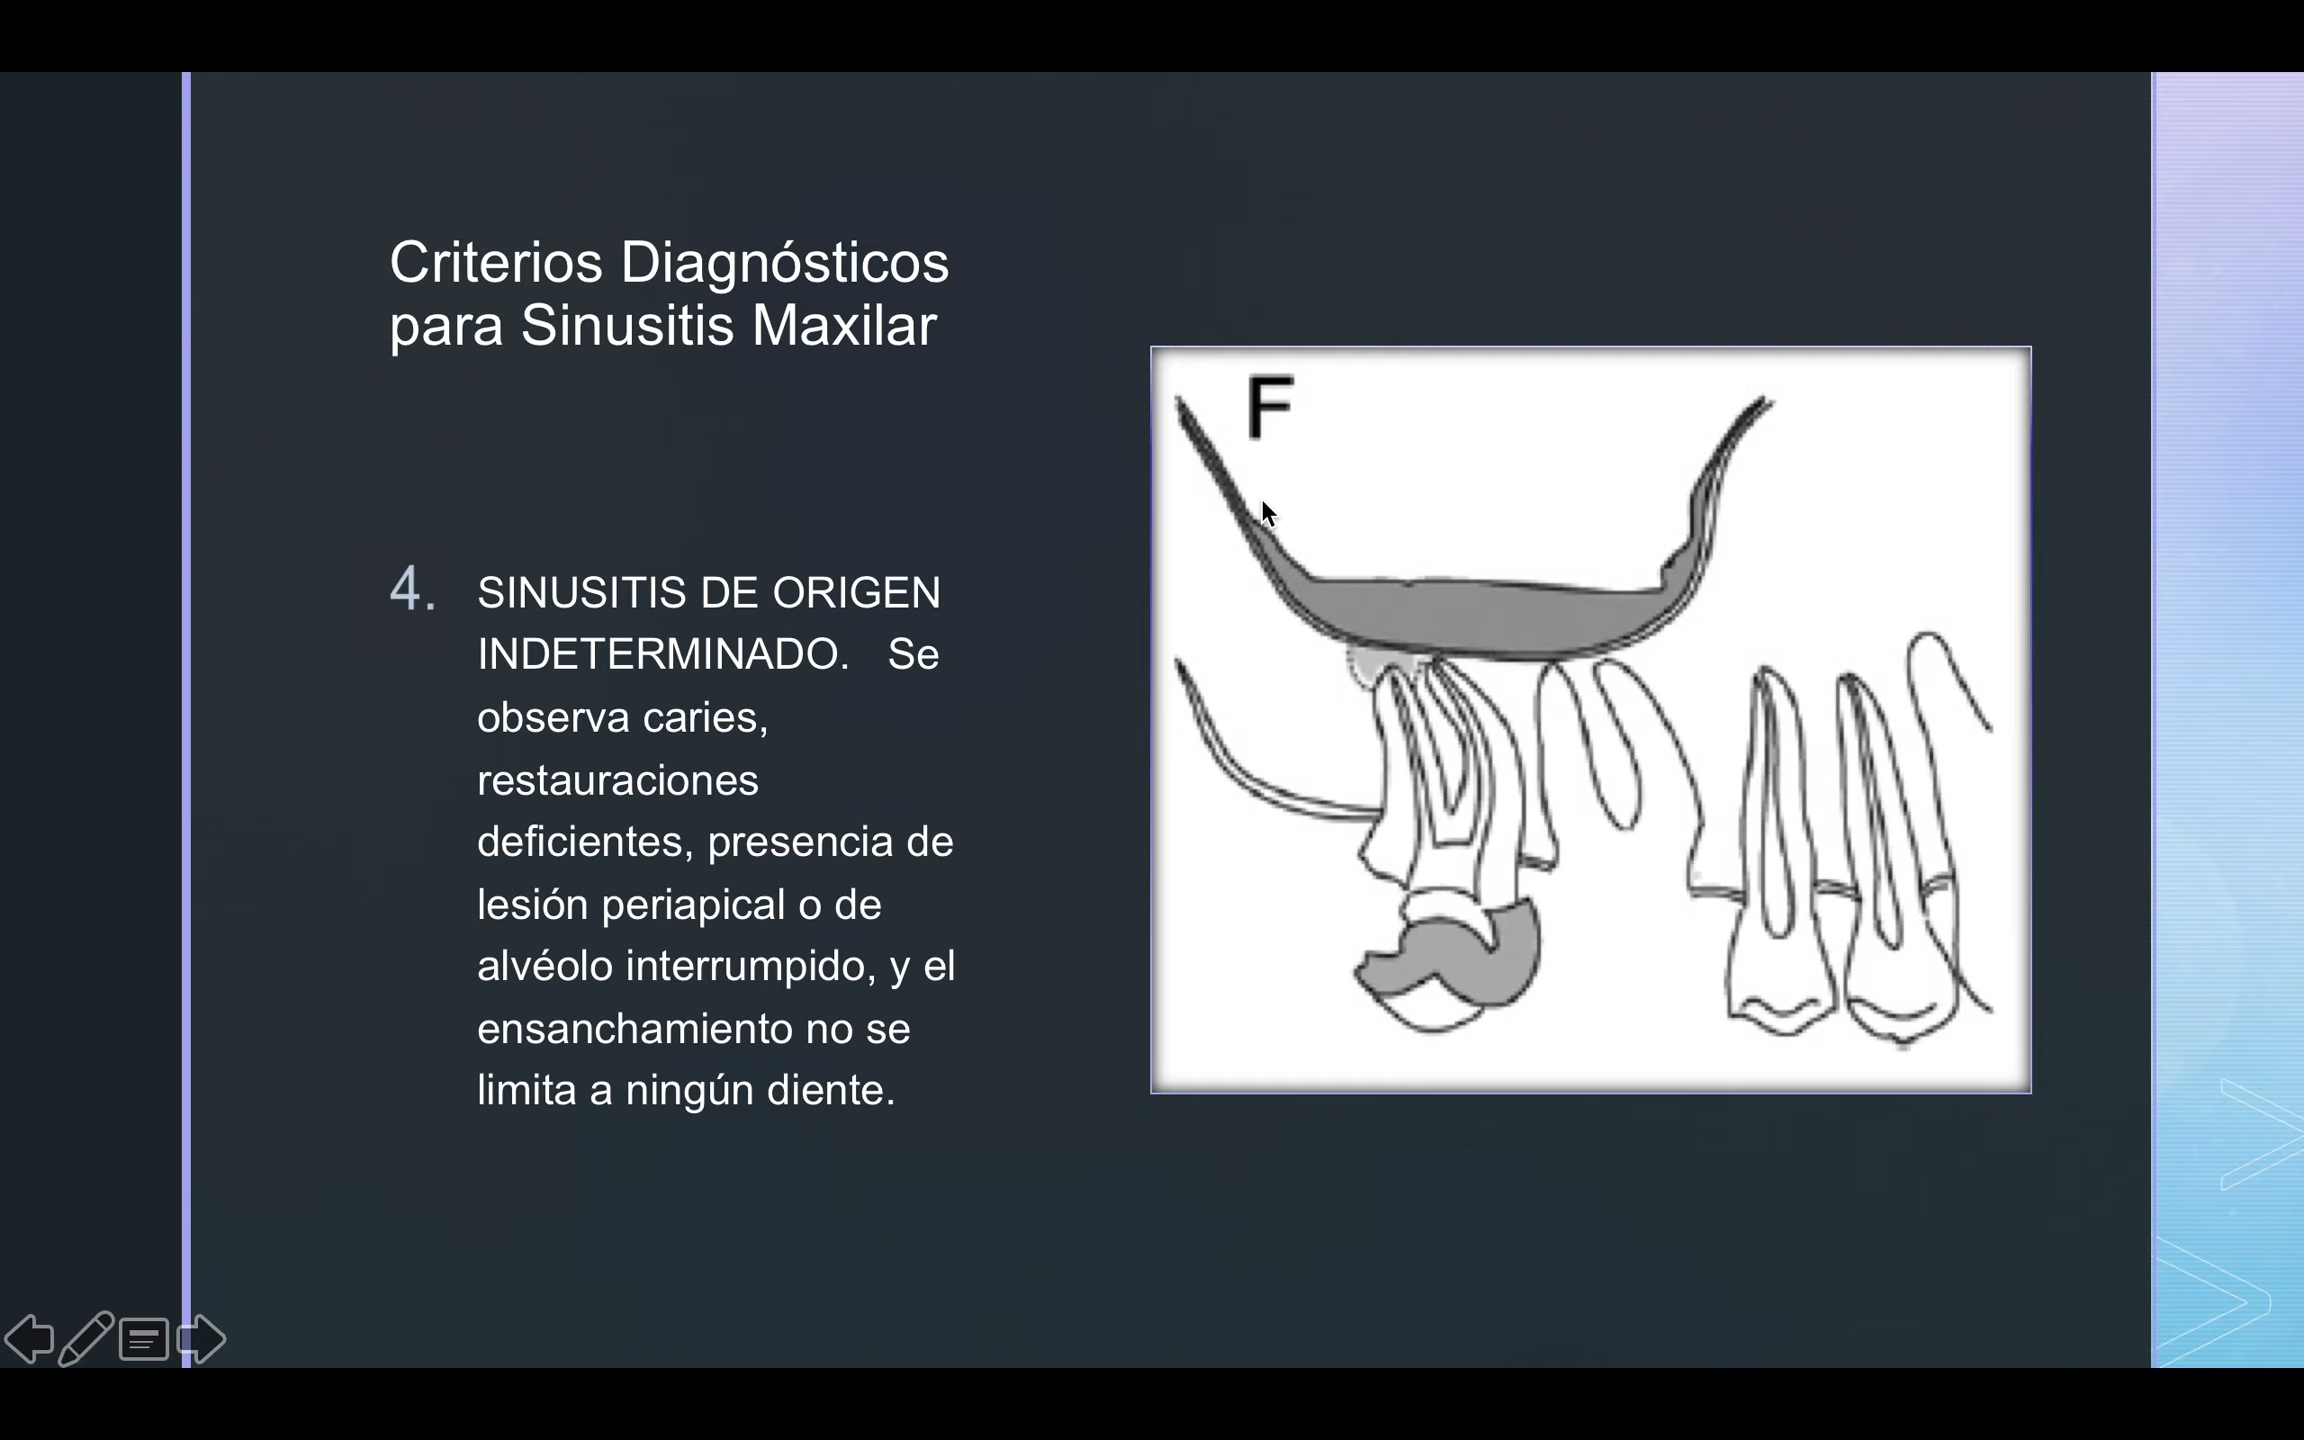 Criterios Diagnósticos
para Sinusitis Maxilar
4. SINUSITIS DE ORIGEN
INDETERMINADO. Se
observa caries,
restauraciones
deficientes, presencia de
lesión periapical o de
alvéolo interrumpido, y el
ensanchamiento no se
limita a ningún diente.
F